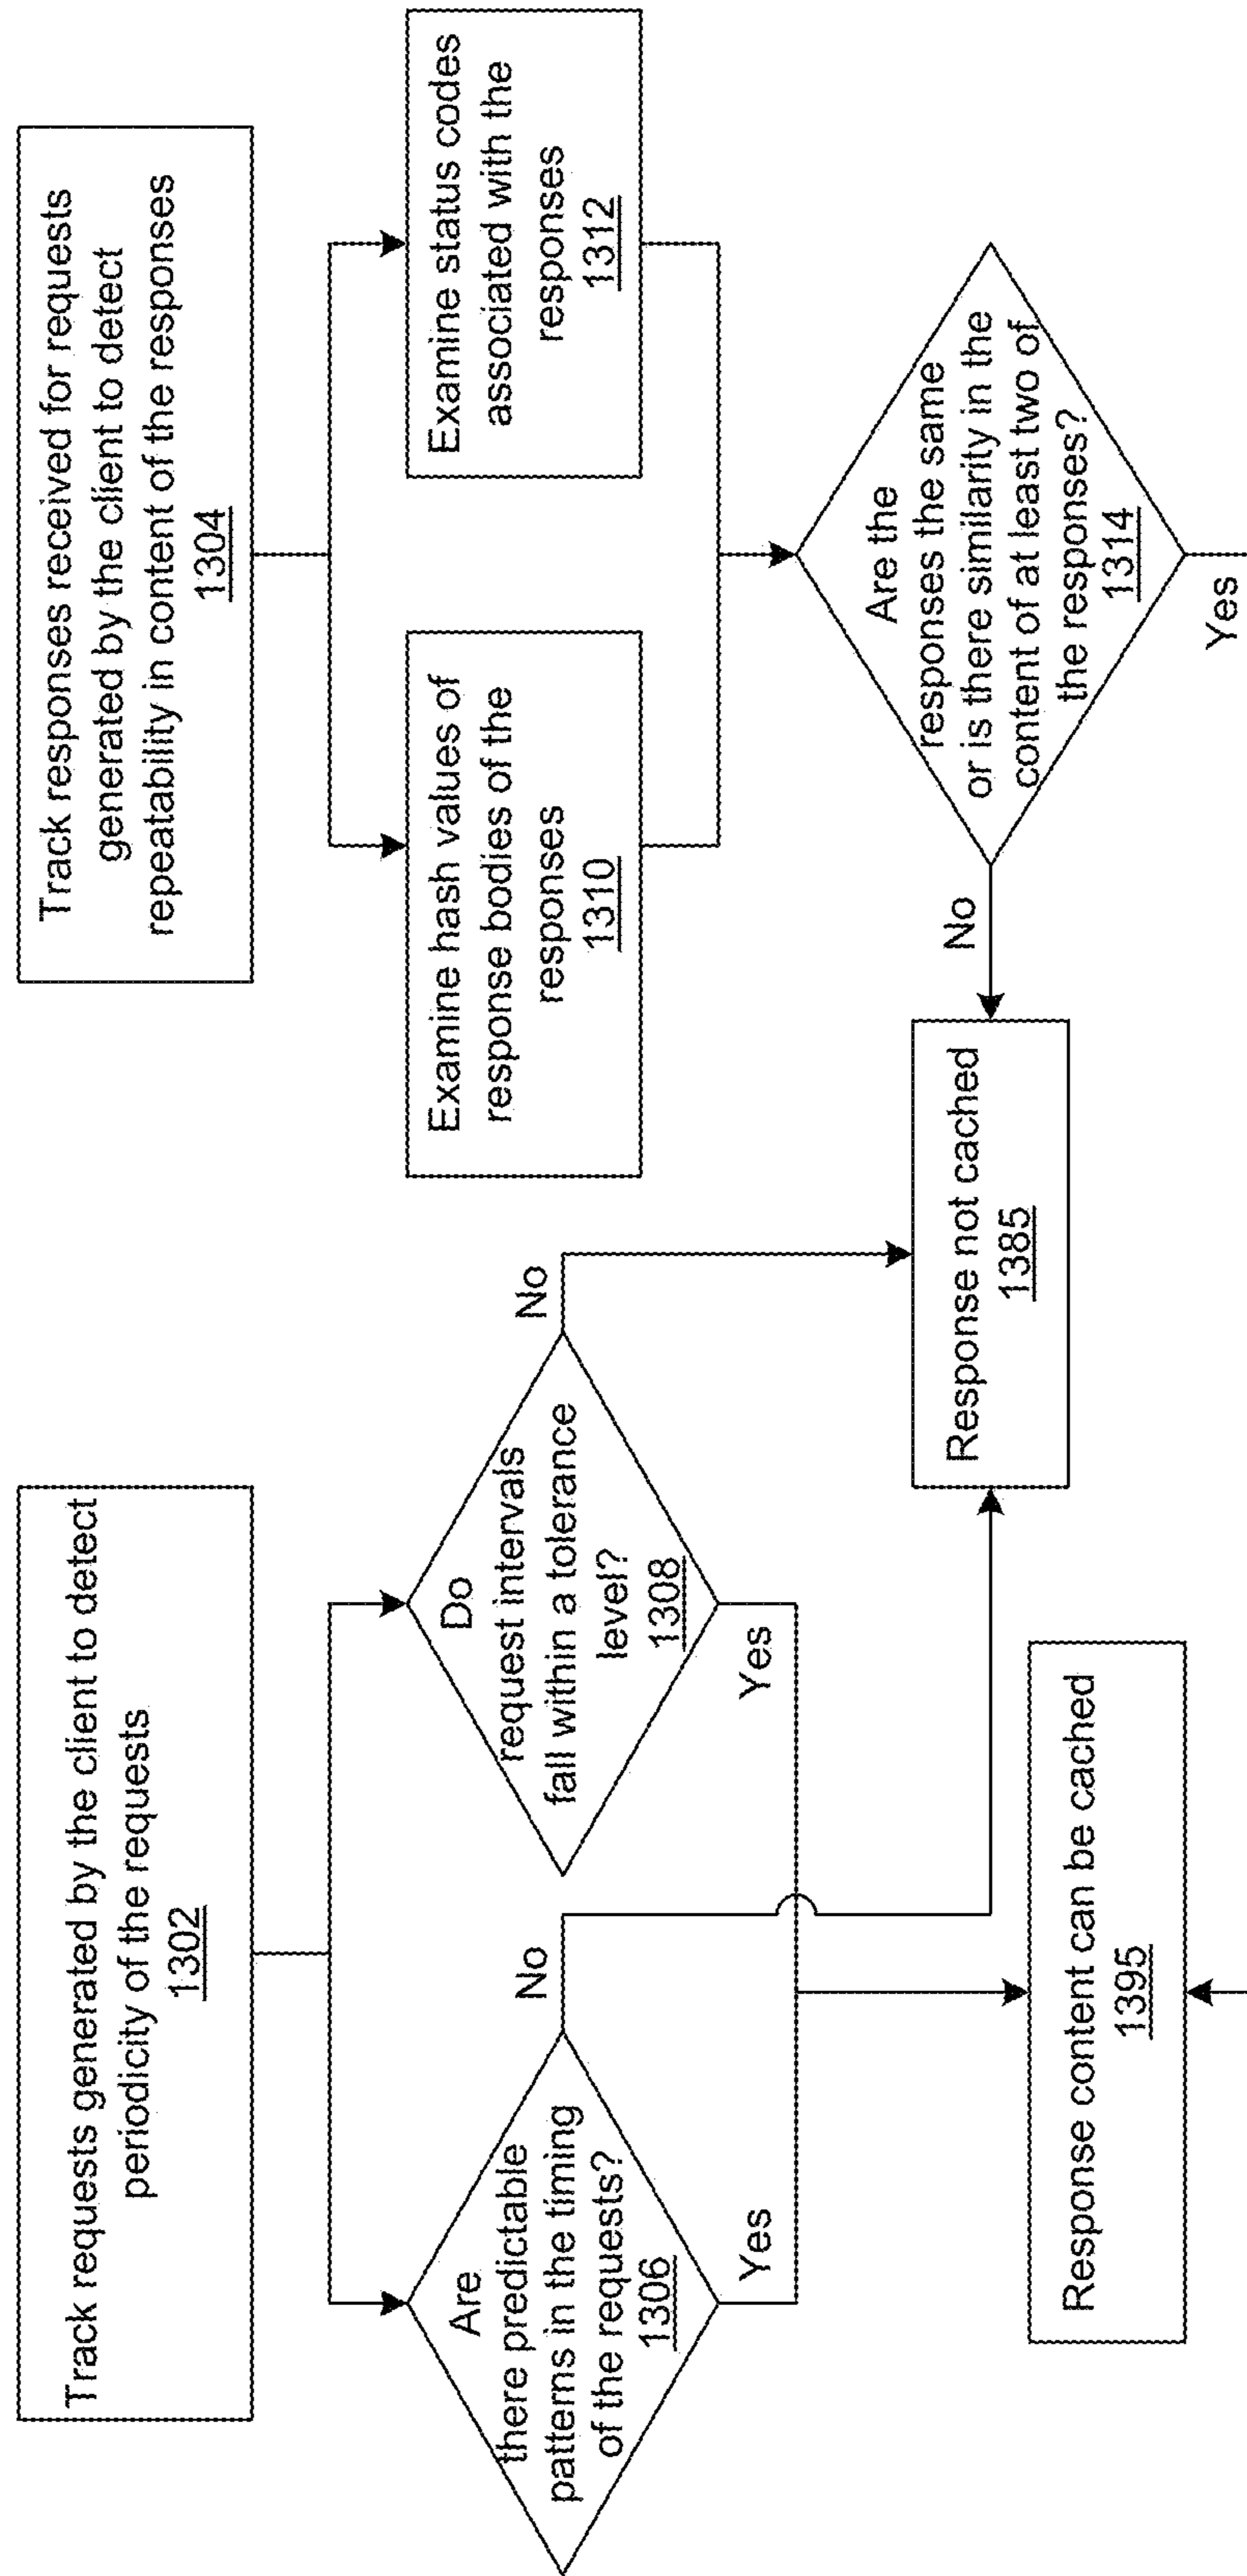 Track requests generated by the client to detect
periodicity of the requests
1302
Are
there predictable
patterns in the timing
of the requests?
1306
No
Yes
Do
request intervals
fall within a tolerance
level?
1308
No
Yes
Response content can be cached
1395
Track responses received for requests
generated by the client to detect
repeatability in content of the responses
1304
Examine hash values of
response bodies of the
responses
1310
Examine status codes
associated with the
responses
1312
Are the
responses the same
or is there similarity in the
content of at least two of
the responses?
1314
No
Yes
Response not cached
1385